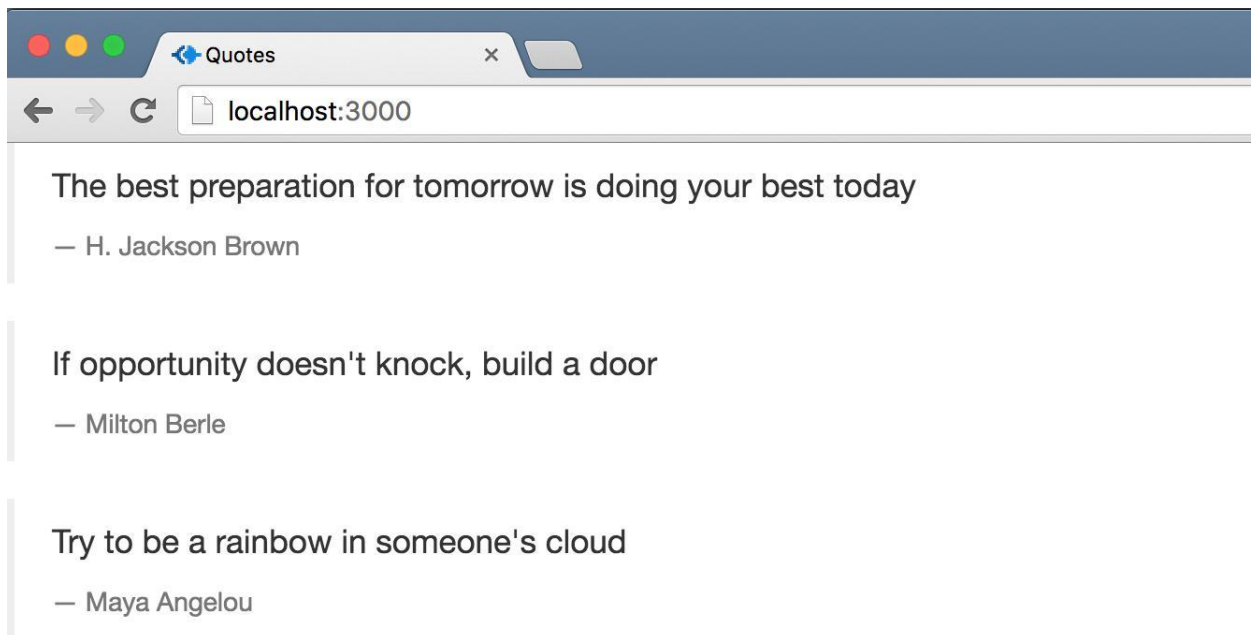 Quotes
localhost:3000
The best preparation for tomorrow is doing your best today
— H. Jackson Brown
If opportunity doesn't knock, build a door
— Milton Berle
Try to be a rainbow in someone's cloud
— Maya Angelou